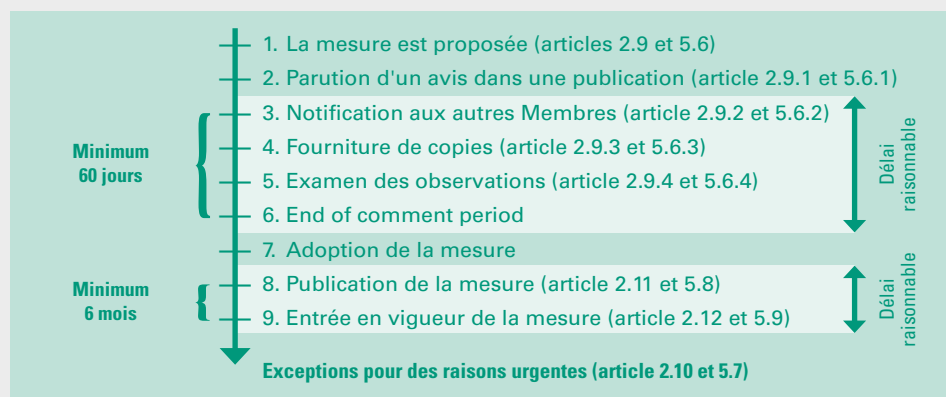 1. La mesure est proposée (articles 2.9 et 5.6)
2. Parution d'un avis dans une publication (article 2.9.1 et 5.6.1)
3. Notification aux autres Membres (article 2.9.2 et 5.6.2)
4. Fourniture de copies (article 2.9.3 et 5.6.3)
5. Examen des observations (article 2.9.4 et 5.6.4)
6. End of comment period
Minimum
60 jours
Délai
raisonnable
7. Adoption de la mesure
8. Publication de la mesure (article 2.11 et 5.8)
9. Entrée en vigueur de la mesure (article 2.12 et 5.9)
Minimum
6 mois
Délai
raisonnable
Exceptions pour des raisons urgentes (article 2.10 et 5.7)